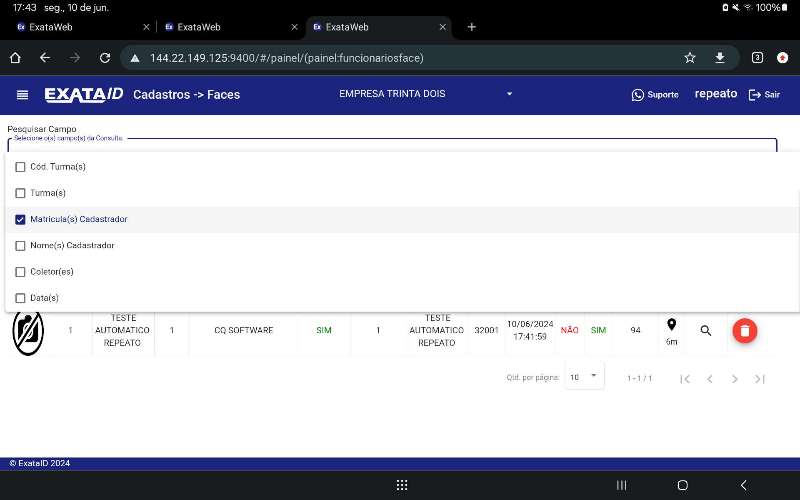 17:43 seg., 10 de jun. 100%
Ex ExataWeb Ex ExataWeb Ex ExataWeb
144.22.149.125:9400/#/painel/(painel:funcionariosface) 3
EXATAID Cadastros -> Faces EMPRESA TRINTA DOIS Suporte repeato Sair
Pesquisar Campo
Selecione o(s) campo(s) da Consulta.
Cód. Turma(s)
Turma(s)
Matricula(s) Cadastrador
Nome(s) Cadastrador
Coletor(es)
Data(s)
1 TESTE AUTOMATICO REPEATO 1 CQ SOFTWARE SIM 1 TESTE AUTOMATICO REPEATO 32001 10/06/2024 17:41:59 NÃO SIM 94 6m
Qtd. por página: 10 1 - 1 / 1
© ExataID 2024